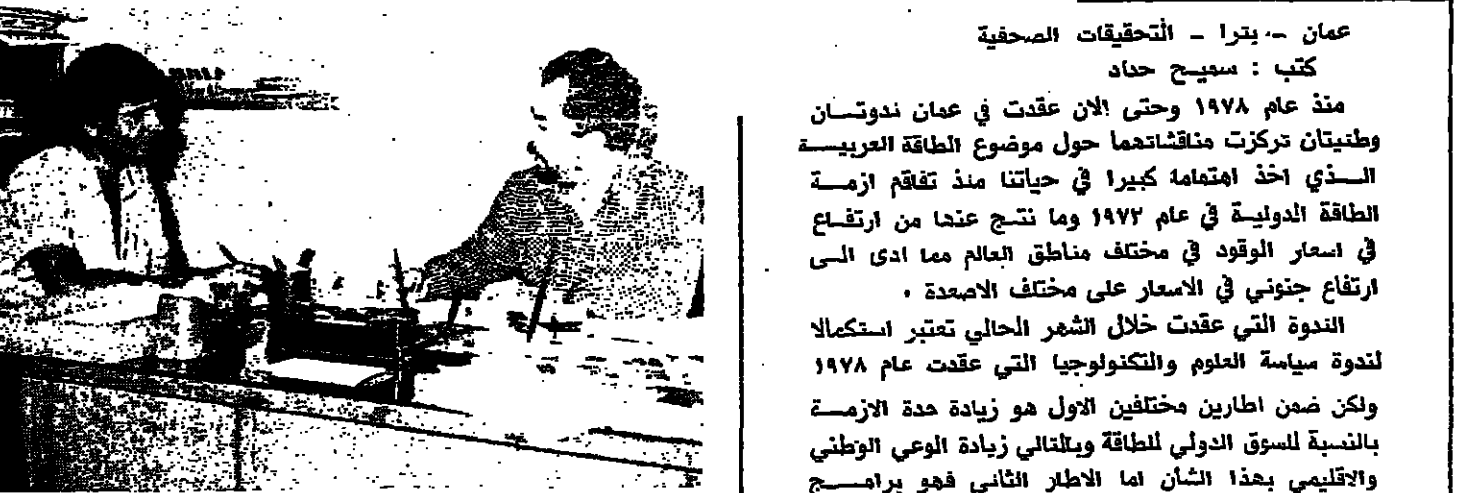 عمان - بترا - التحقيقات الصحفية
كتب : سميح حداد
منذ عام ١٩٧٨ وحتى الان عقدت في عمان ندوتان
وطنيتان تركزت مناقشاتهما حول موضوع الطاقة العربية
الذي اخذ اهتماما كبيرا في حياتنا منذ تفاقم ازمة
الطاقة الدولية في عام ١٩٧٢ وما نتج عنها من ارتفاع
في اسعار الوقود في مختلف مناطق العالم مما ادى الى
ارتفاع جنوني في الاسعار على مختلف الاصعدة .
الندوة التي عقدت خلال الشهر الحالي تعتبر استكمالا
لندوة سياسة العلوم والتكنولوجيا التي عقدت عام ١٩٧٨
ولكن ضمن اطارين مختلفين الاول هو زيادة حدة الازمة
بالنسبة للسوق الدولي للطاقة وبالتالي زيادة الوعي الوطني
والاقليمي بهذا الشأن اما الاطار الثاني فهو برامج